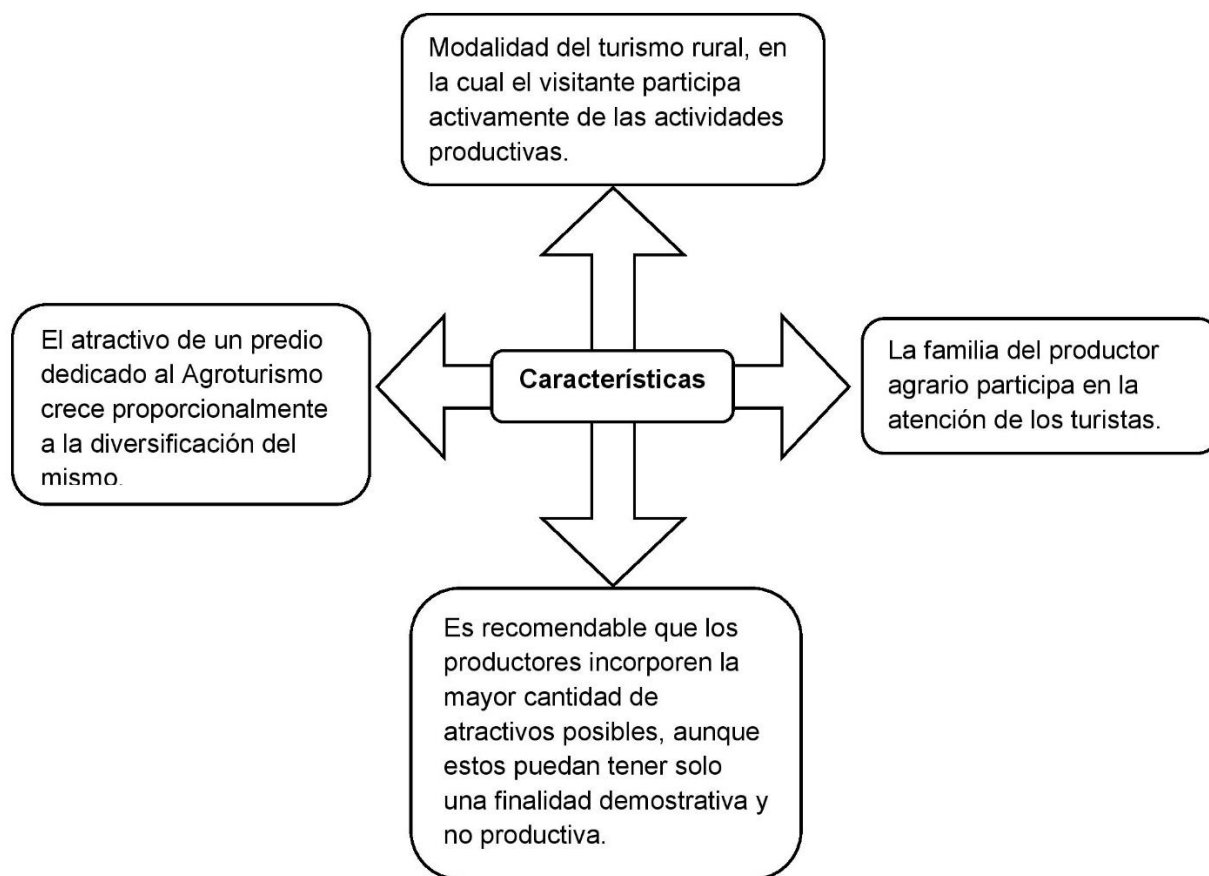 Modalidad del turismo rural, en
la cual el visitante participa
activamente de las actividades
productivas.
El atractivo de un predio
dedicado al Agroturismo
crece proporcionalmente
a la diversificación del
mismo.
Características
La familia del productor
agrario participa en la
atención de los turistas.
Es recomendable que los
productores incorporen la
mayor cantidad de
atractivos posibles, aunque
estos puedan tener solo
una finalidad demostrativa y
no productiva.